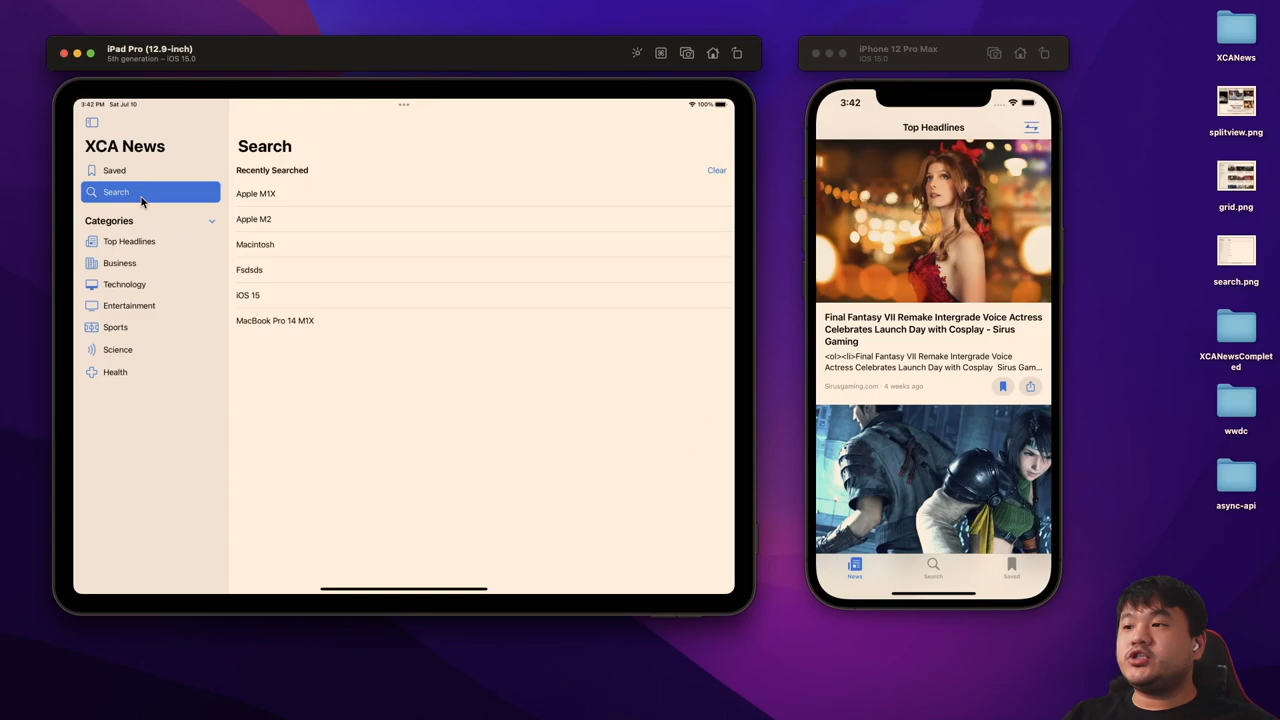 iPad Pro (12.9-inch)
5th generation – iOS 15.0
3:42 PM Sat Jul 10
100%
XCA News
Saved
Search
Categories
Top Headlines
Business
Technology
Entertainment
Sports
Science
Health
Search
Recently Searched
Clear
Apple M1X
Apple M2
Macintosh
Fsdsds
iOS 15
MacBook Pro 14 M1X
iPhone 12 Pro Max
iOS 15.0
3:42
Top Headlines
Final Fantasy VII Remake Intergrade Voice Actress
Celebrates Launch Day with Cosplay - Sirus
Gaming
<ol><li>Final Fantasy VII Remake Intergrade Voice
Actress Celebrates Launch Day with Cosplay Sirus Gam...
Sirusgaming.com · 4 weeks ago
News
Search
Saved
XCANews
splitview.png
grid.png
search.png
XCANewsComplet
ed
wwdc
async-api